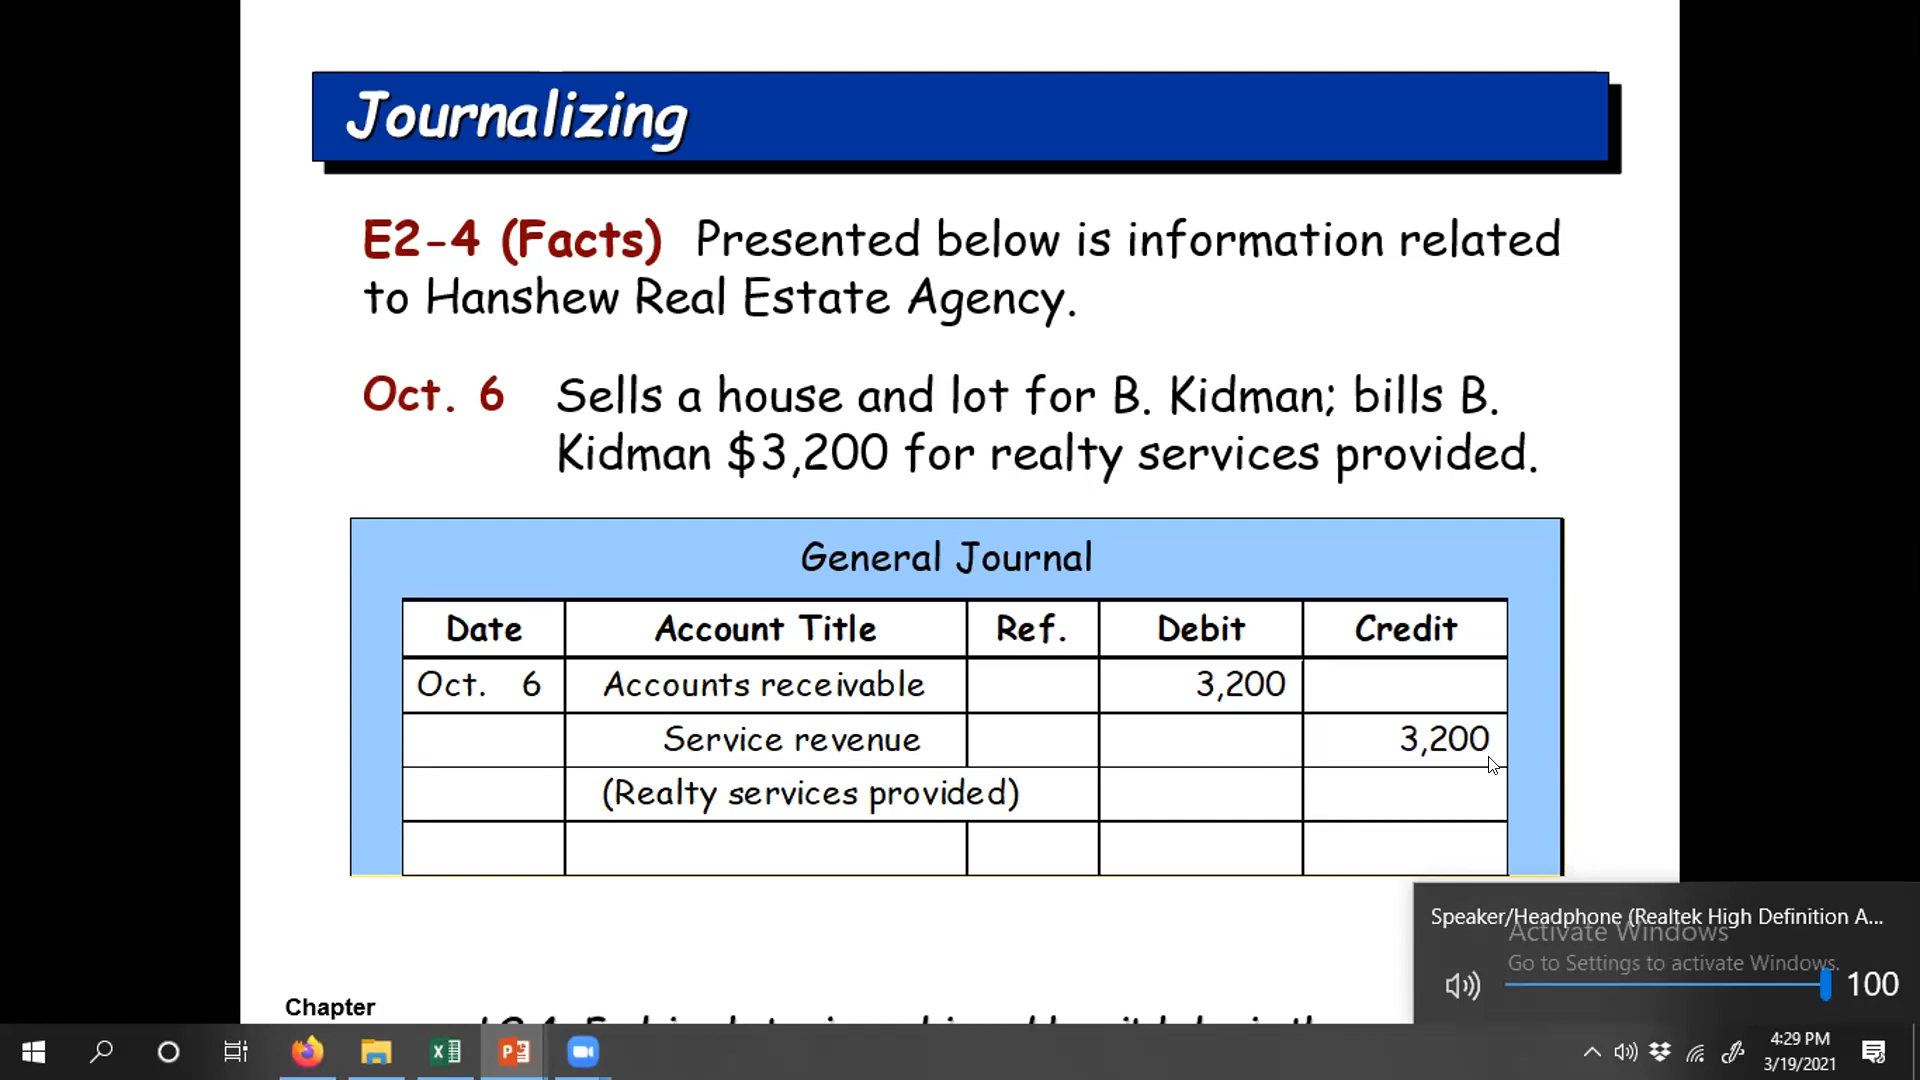 Journalizing
E2-4 (Facts) Presented below is information related
to Hanshew Real Estate Agency.
Oct. 6 Sells a house and lot for B. Kidman; bills B.
Kidman $3,200 for realty services provided.
General Journal
Date Account Title Ref. Debit Credit
Oct. 6 Accounts receivable 3,200
Service revenue 3,200
(Realty services provided)
Speaker/Headphone (Realtek High Definition A...
Activate Windows
Go to Settings to activate Windows.
100
Chapter
4:29 PM
3/19/2021